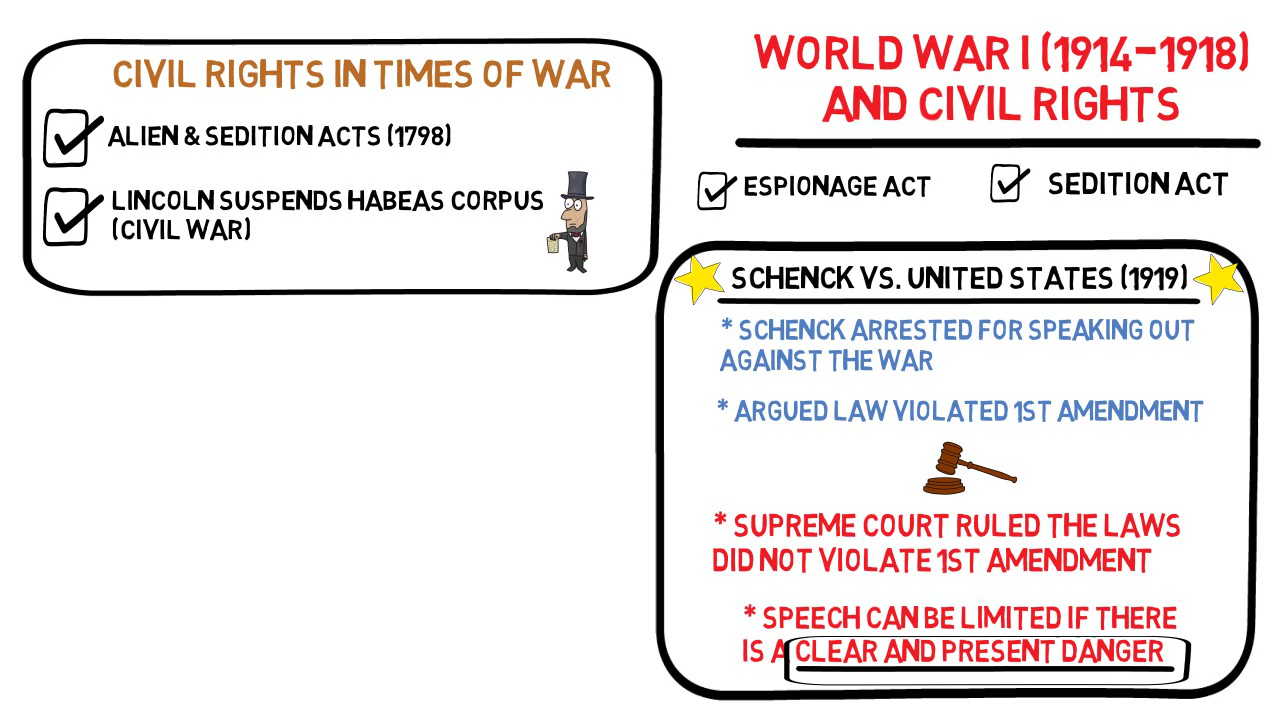 CIVIL RIGHTS IN TIMES OF WAR
ALIEN & SEDITION ACTS (1798)
LINCOLN SUSPENDS HABEAS CORPUS
(CIVIL WAR)
WORLD WAR I (1914-1918)
AND CIVIL RIGHTS
ESPIONAGE ACT
SEDITION ACT
SCHENCK VS. UNITED STATES (1919)
* SCHENCK ARRESTED FOR SPEAKING OUT
AGAINST THE WAR
* ARGUED LAW VIOLATED 1ST AMENDMENT
* SUPREME COURT RULED THE LAWS
DID NOT VIOLATE 1ST AMENDMENT
* SPEECH CAN BE LIMITED IF THERE
IS A CLEAR AND PRESENT DANGER